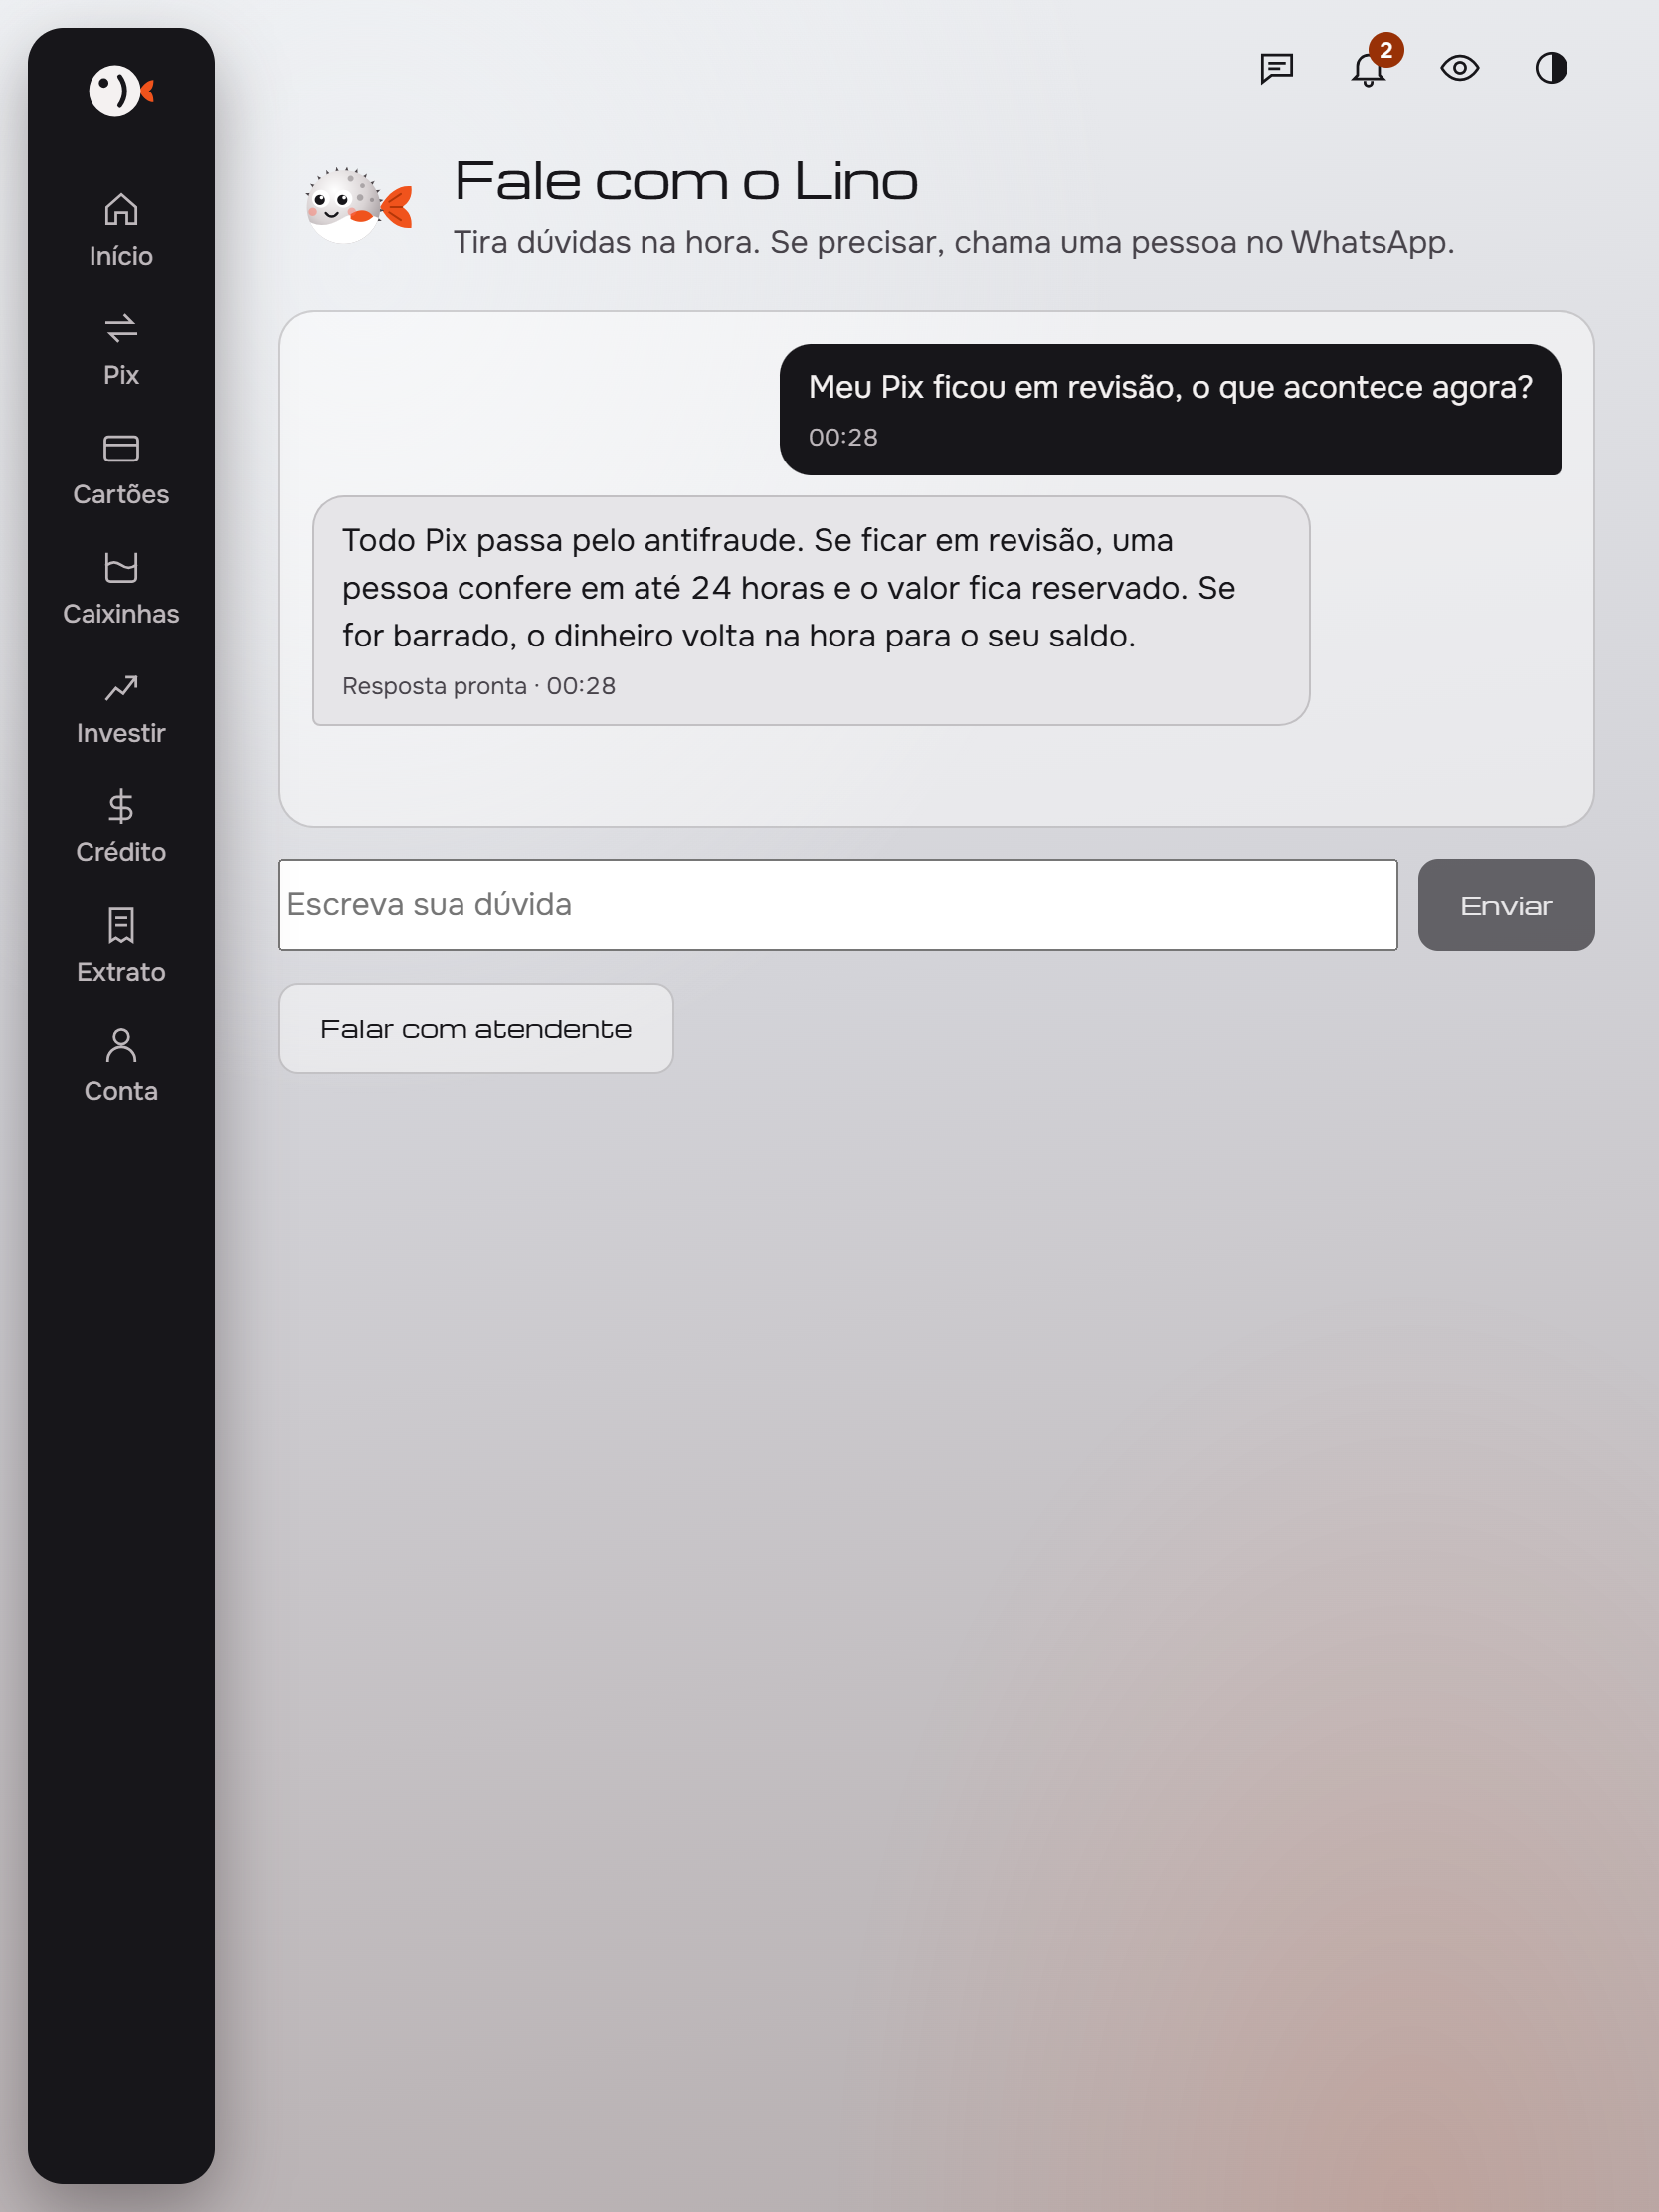 2
Início
Pix
Cartões
Caixinhas
Investir
Crédito
Extrato
Conta
Fale com o Lino
Tira dúvidas na hora. Se precisar, chama uma pessoa no WhatsApp.
Meu Pix ficou em revisão, o que acontece agora?
00:28
Todo Pix passa pelo antifraude. Se ficar em revisão, uma
pessoa confere em até 24 horas e o valor fica reservado. Se
for barrado, o dinheiro volta na hora para o seu saldo.
Resposta pronta · 00:28
Escreva sua dúvida
Enviar
Falar com atendente